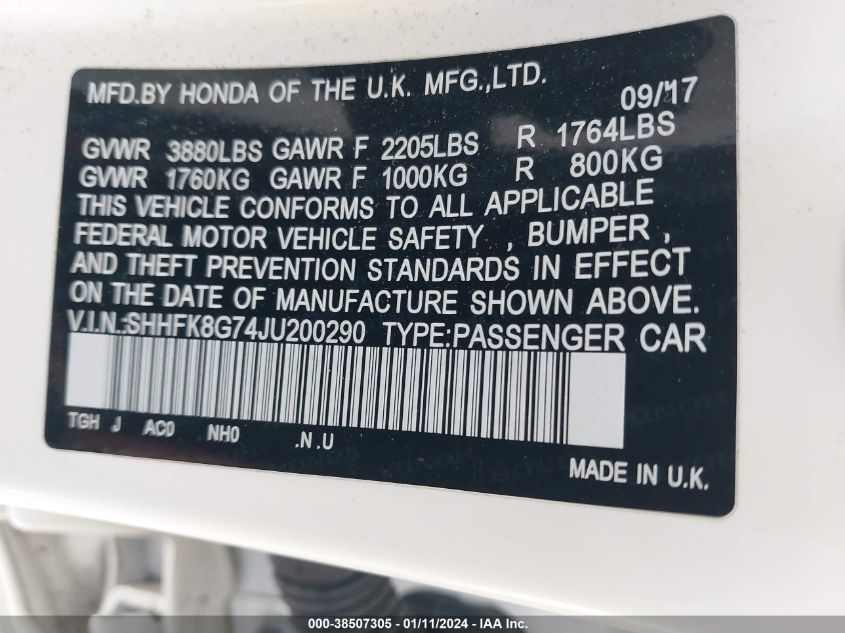 MFD.BY HONDA OF THE U.K. MFG.,LTD. 09/17
GVWR 3880LBS GAWR F 2205LBS R 1764LBS
GVWR 1760KG GAWR F 1000KG R 800KG
THIS VEHICLE CONFORMS TO ALL APPLICABLE
FEDERAL MOTOR VEHICLE SAFETY , BUMPER ,
AND THEFT PREVENTION STANDARDS IN EFFECT
ON THE DATE OF MANUFACTURE SHOWN ABOVE.
V.I.N.:SHHFK8G74JU200290 TYPE:PASSENGER CAR
TGH J AC0 NH0 .N.U
MADE IN U.K.
000-38507305 - 01/11/2024 - IAA Inc.